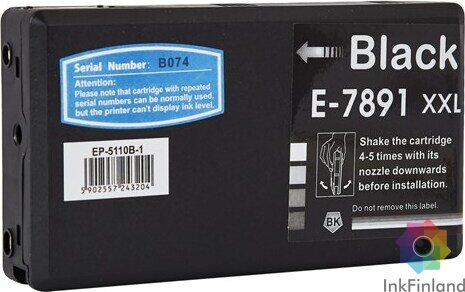 Serial Number: B074
Attention:
Please note that cartridge with repeated
serial numbers can be normally used,
but the printer can't display ink level.
EP-5110B-1
5902557243204
Black
E-7891 XXL
Shake the cartridge
4-5 times with its
nozzle downwards
before installation.
Do not remove this label.
BK
InkFinland